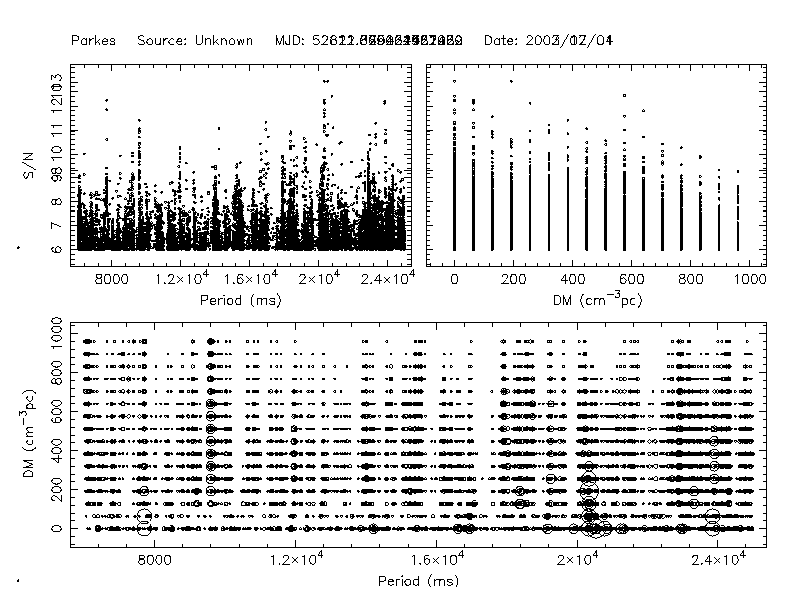 Parkes Source: Unknown MJD: Date:
S/N
6 7 8 9 10 11 12 13
8000 1.2×10⁴ 1.6×10⁴ 2×10⁴ 2.4×10⁴
Period (ms)
0 200 400 600 800 1000
DM (cm⁻³pc)
DM (cm⁻³pc)
0 200 400 600 800 1000
8000 1.2×10⁴ 1.6×10⁴ 2×10⁴ 2.4×10⁴
Period (ms)